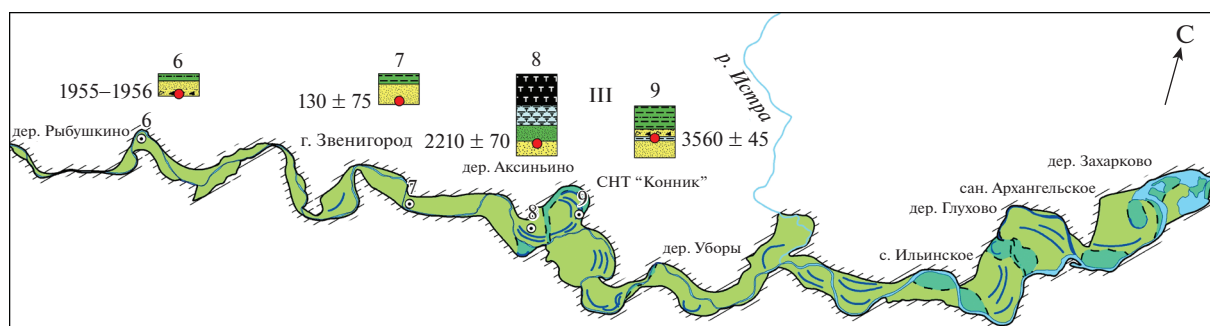 6
7
8
9
III
С
1955–1956
130 ± 75
2210 ± 70
3560 ± 45
р. Истра
дер. Рыбушкино
6
г. Звенигород
7
дер. Аксиньино
8
9
СНТ “Конник”
дер. Уборы
с. Ильинское
дер. Глухово
сан. Архангельское
дер. Захарково